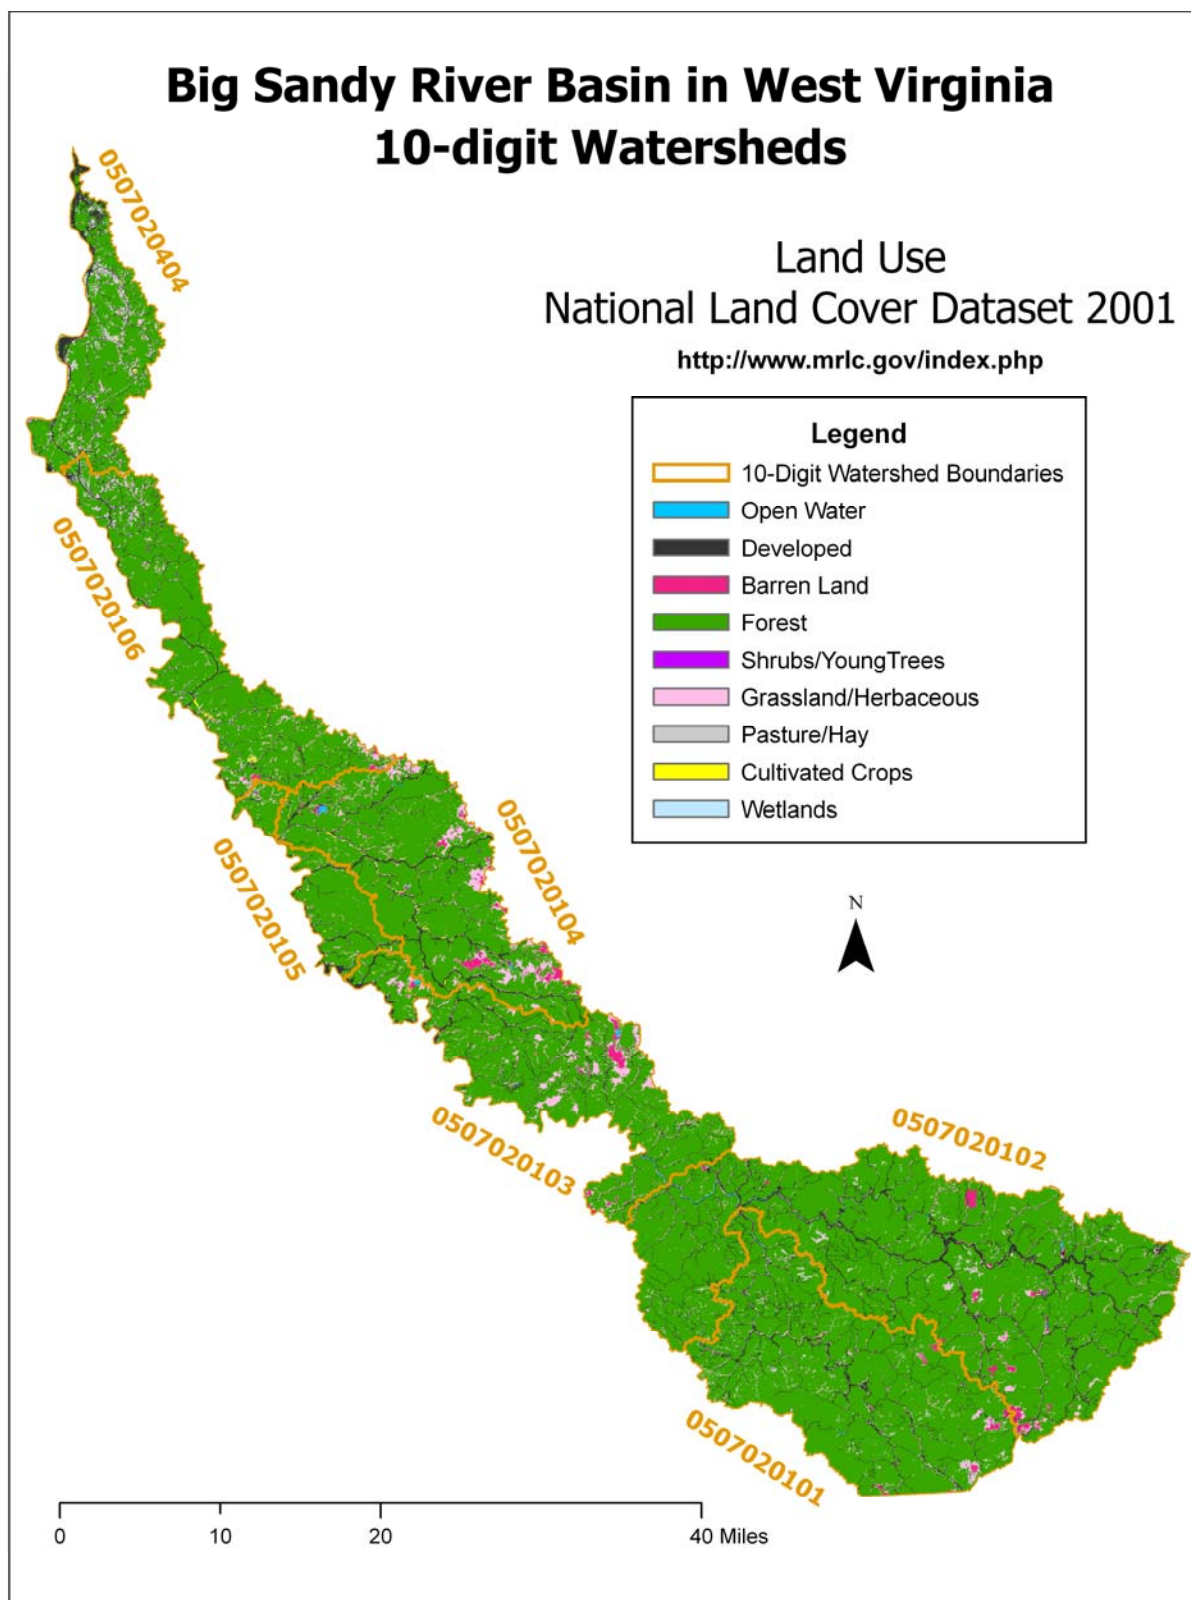 Big Sandy River Basin in West Virginia
10-digit Watersheds
0507020404
Land Use
National Land Cover Dataset 2001
http://www.mrlc.gov/index.php
Legend
10-Digit Watershed Boundaries
Open Water
Developed
Barren Land
Forest
Shrubs/YoungTrees
Grassland/Herbaceous
Pasture/Hay
Cultivated Crops
Wetlands
0507020106
0507020104
0507020105
N
0507020103
0507020102
0507020101
0 10 20 40 Miles